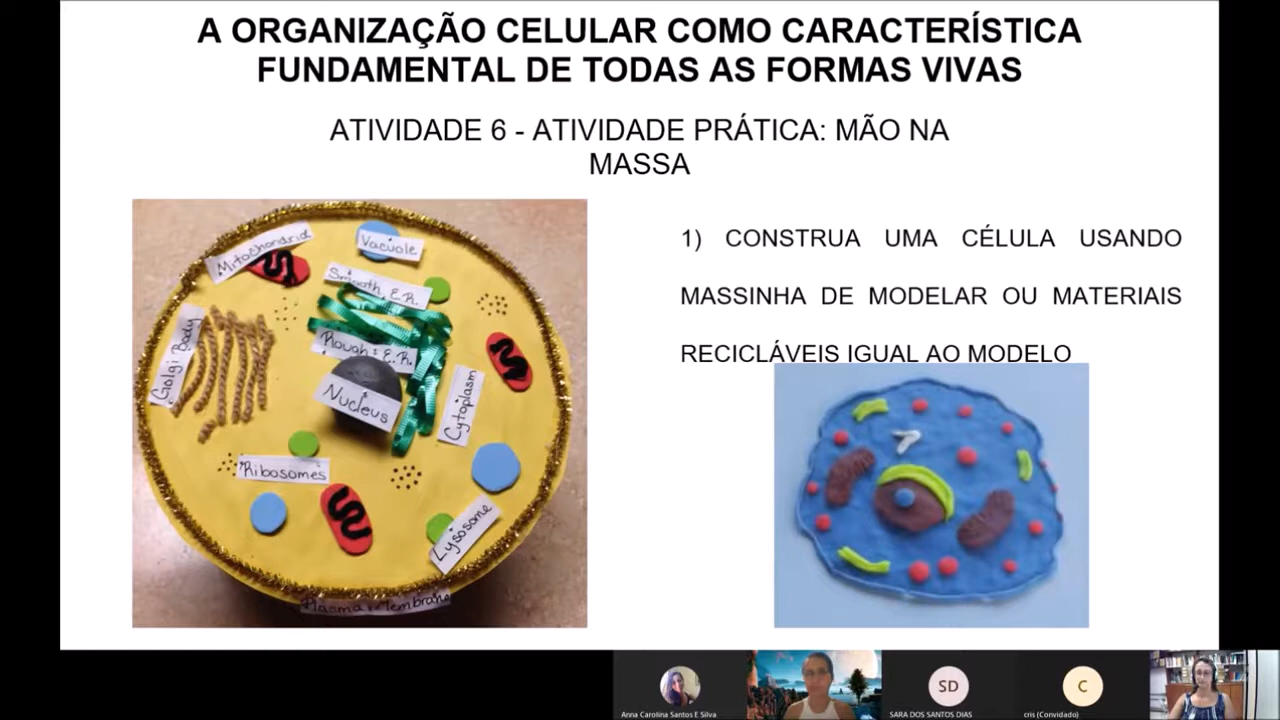 A ORGANIZAÇÃO CELULAR COMO CARACTERÍSTICA
FUNDAMENTAL DE TODAS AS FORMAS VIVAS
ATIVIDADE 6 - ATIVIDADE PRÁTICA: MÃO NA
MASSA
Mitochondria
Vacuole
Smooth E.R.
Rough E.R.
Golgi Body
Nucleus
Cytoplasm
Ribosomes
Lysosome
Plasma Membrane
1) CONSTRUA UMA CÉLULA USANDO
MASSINHA DE MODELAR OU MATERIAIS
RECICLÁVEIS IGUAL AO MODELO
SD
C
Anna Carolina Santos E Silva
SARA DOS SANTOS DIAS
cris (Convidado)